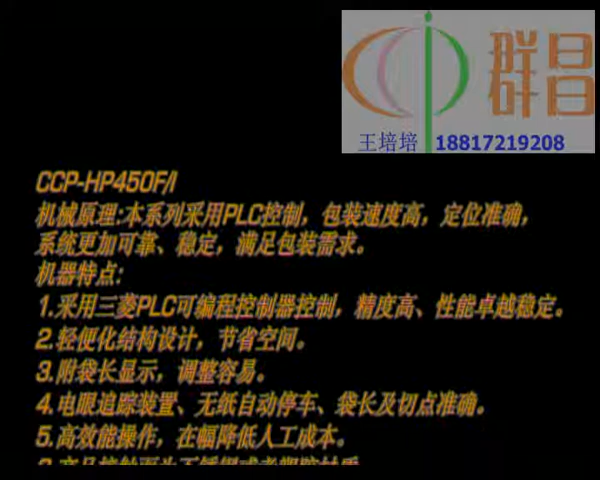 群昌
王培培 18817219208
CCP-HP450F/I
机械原理:本系列采用PLC控制，包装速度高，定位准确，
系统更加可靠、稳定，满足包装需求。
机器特点:
1.采用三菱PLC可编程控制器控制，精度高、性能卓越稳定。
2.轻便化结构设计，节省空间。
3.附袋长显示，调整容易。
4.电眼追踪装置、无纸自动停车、袋长及切点准确。
5.高效能操作，在幅降低人工成本。